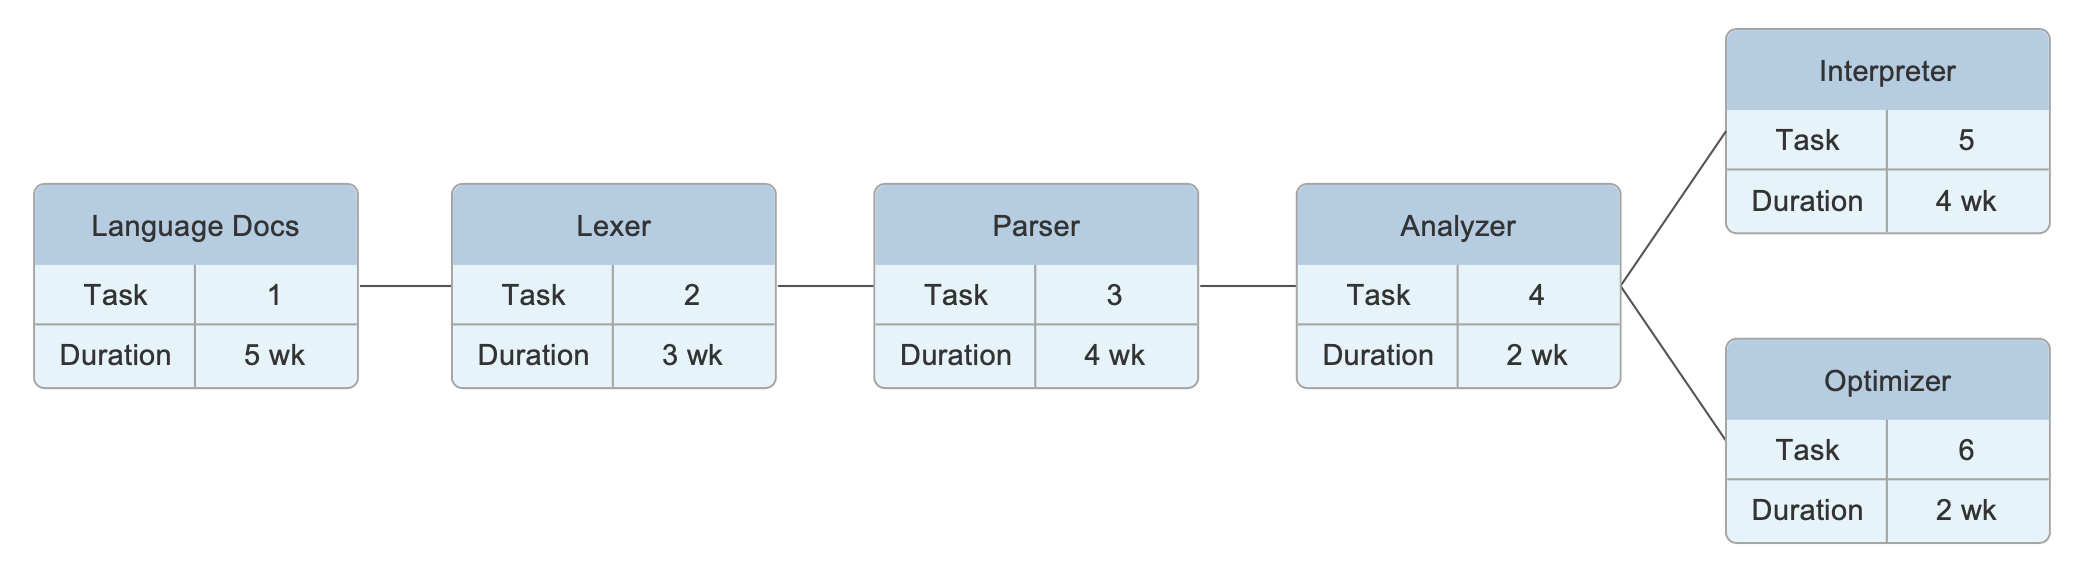 Language Docs
Task 1
Duration 5 wk
Lexer
Task 2
Duration 3 wk
Parser
Task 3
Duration 4 wk
Analyzer
Task 4
Duration 2 wk
Interpreter
Task 5
Duration 4 wk
Optimizer
Task 6
Duration 2 wk